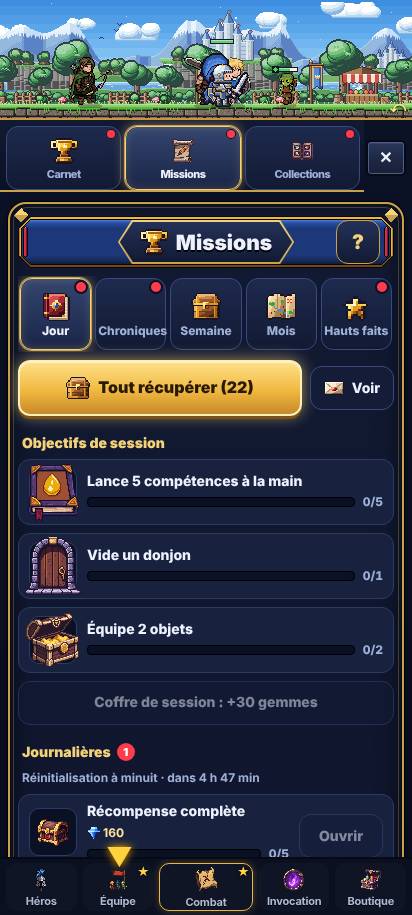 Carnet
Missions
Collections
×
Missions
?
Jour
Chroniques
Semaine
Mois
Hauts faits
Tout récupérer (22)
Voir
Objectifs de session
Lance 5 compétences à la main
0/5
Vide un donjon
0/1
Équipe 2 objets
0/2
Coffre de session : +30 gemmes
Journalières 1
Réinitialisation à minuit · dans 4 h 47 min
Récompense complète
160
0/5
Ouvrir
Héros
Équipe
Combat
Invocation
Boutique